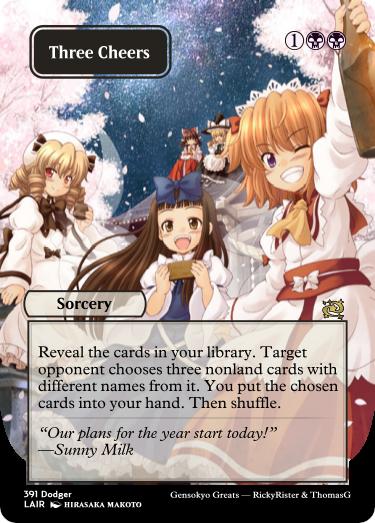 Three Cheers
1
Sorcery
Reveal the cards in your library. Target
opponent chooses three nonland cards with
different names from it. You put the chosen
cards into your hand. Then shuffle.
“Our plans for the year start today!”
—Sunny Milk
391 Dodger
LAIR HIRASAKA MAKOTO
Gensokyo Greats — RickyRister & ThomasG